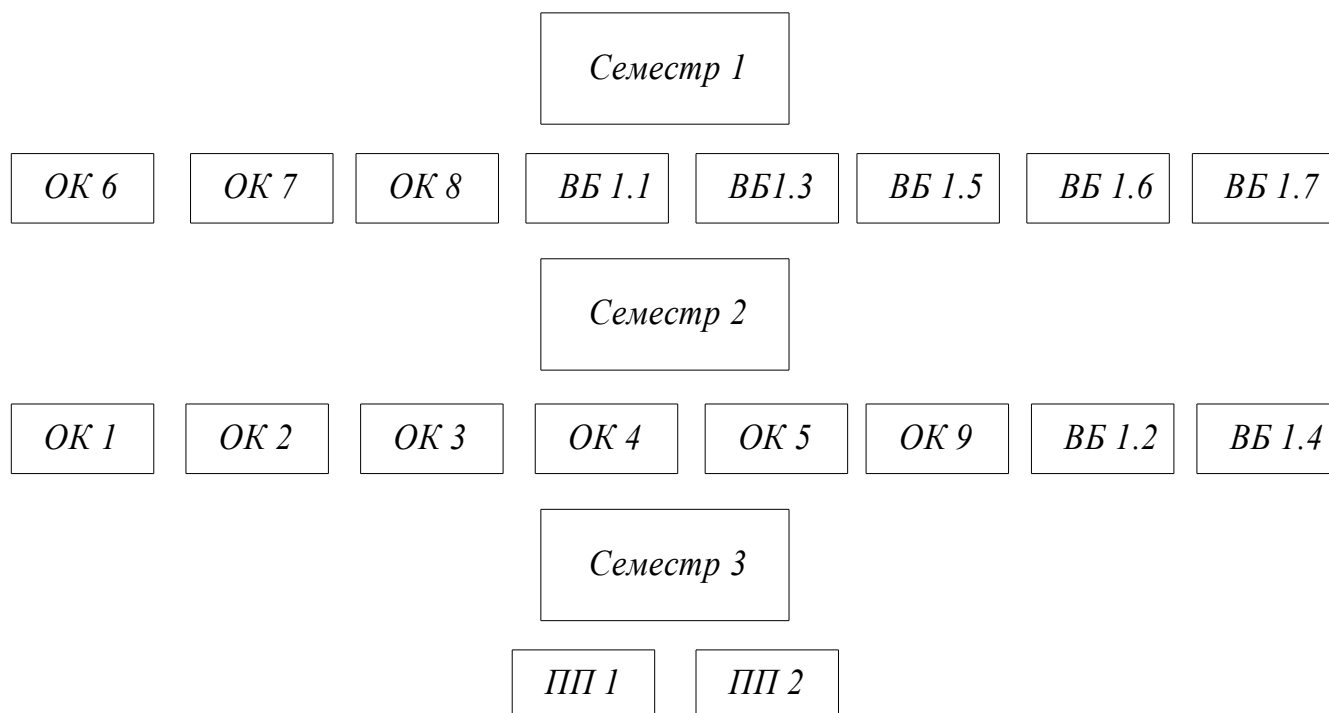 Семестр 1
ОК 6 ОК 7 ОК 8 ВБ 1.1 ВБ1.3 ВБ 1.5 ВБ 1.6 ВБ 1.7
Семестр 2
ОК 1 ОК 2 ОК 3 ОК 4 ОК 5 ОК 9 ВБ 1.2 ВБ 1.4
Семестр 3
ПП 1 ПП 2